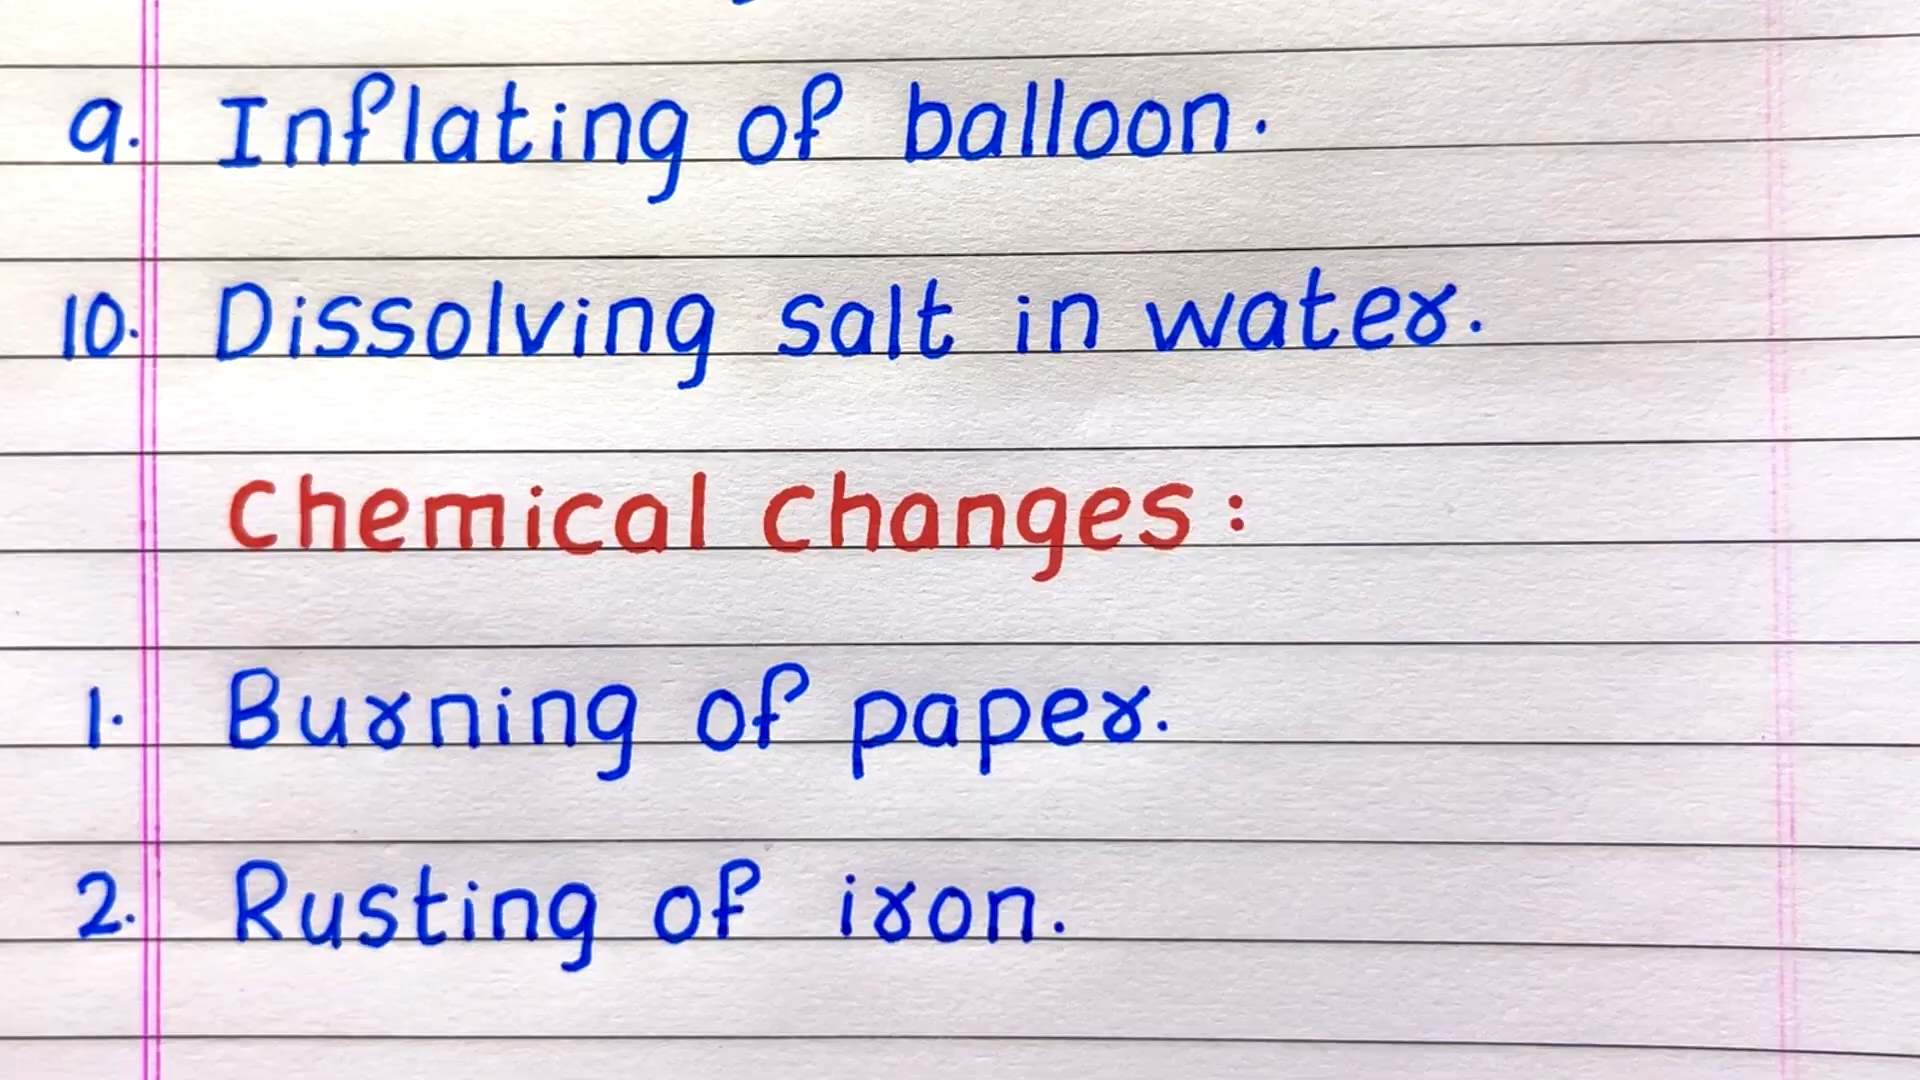 9. Inflating of balloon.
10. Dissolving salt in water.
Chemical changes:
1. Burning of paper.
2. Rusting of iron.